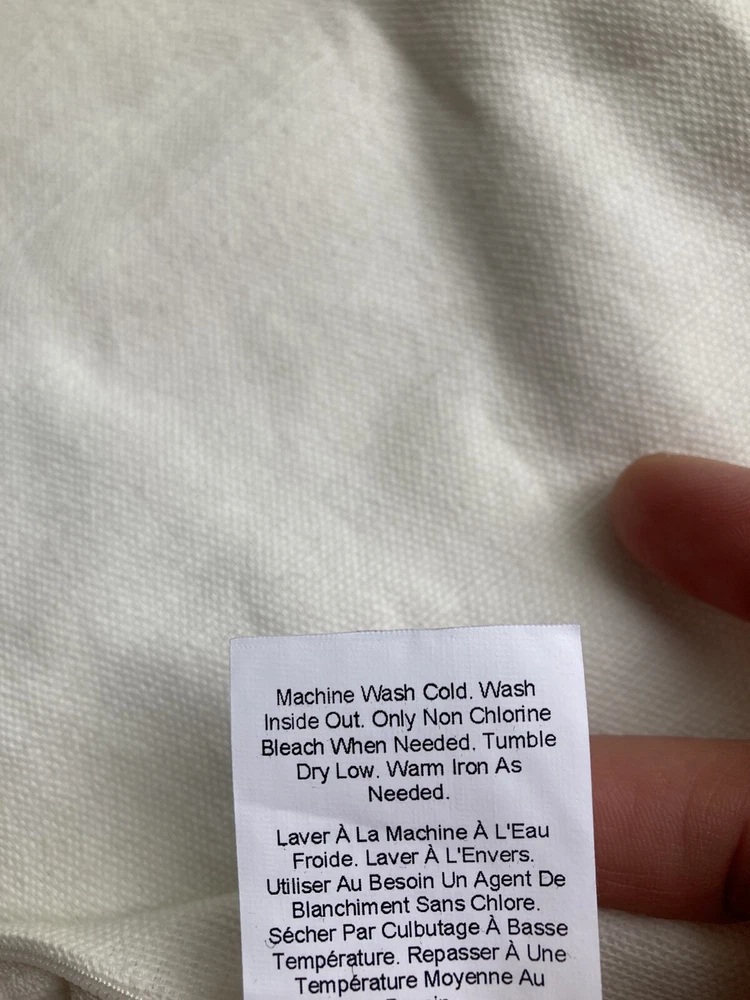 Machine Wash Cold. Wash
Inside Out. Only Non Chlorine
Bleach When Needed. Tumble
Dry Low. Warm Iron As
Needed.
Laver À La Machine À L'Eau
Froide. Laver À L'Envers.
Utiliser Au Besoin Un Agent De
Blanchiment Sans Chlore.
Sécher Par Culbutage À Basse
Température. Repasser À Une
Température Moyenne Au